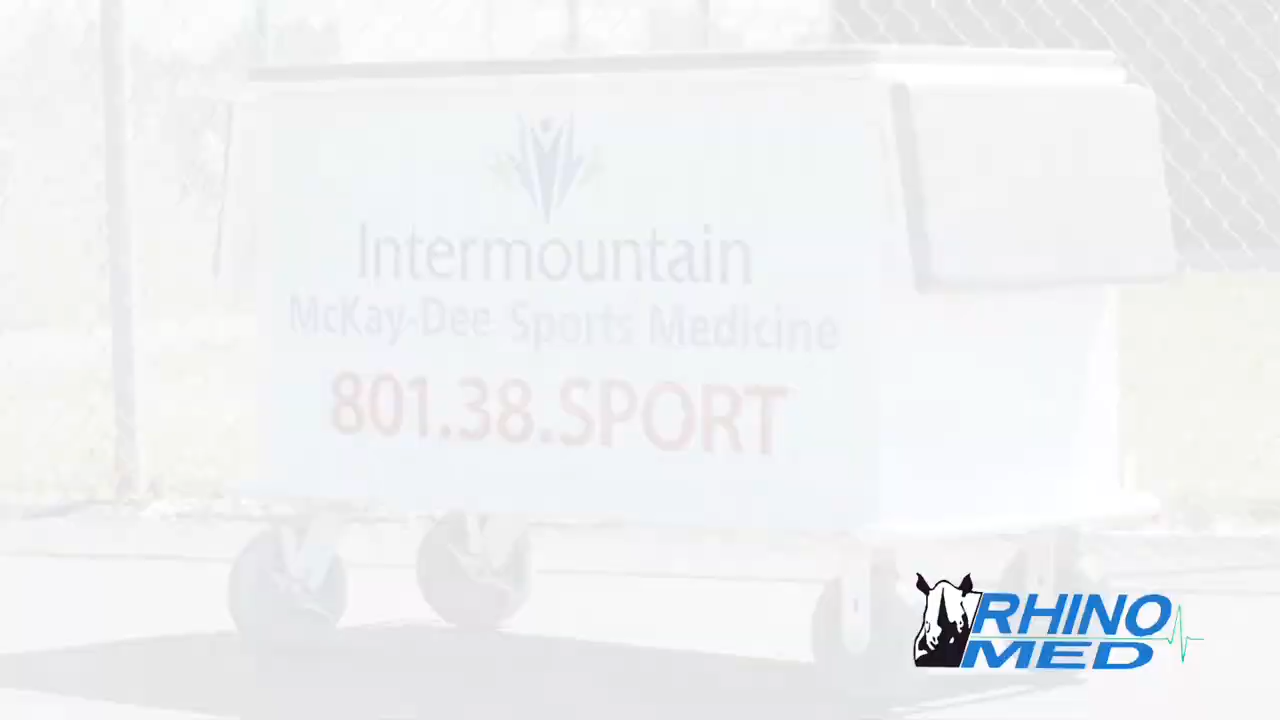 Intermountain
McKay-Dee Sports Medicine
801.38.SPORT
RHINO
MED